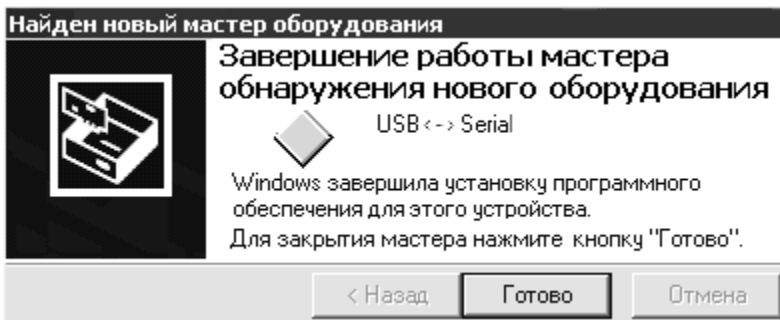 Найден новый мастер оборудования
Завершение работы мастера
обнаружения нового оборудования
USB <-> Serial
Windows завершила установку программного
обеспечения для этого устройства.
Для закрытия мастера нажмите кнопку "Готово".
< Назад Готово Отмена